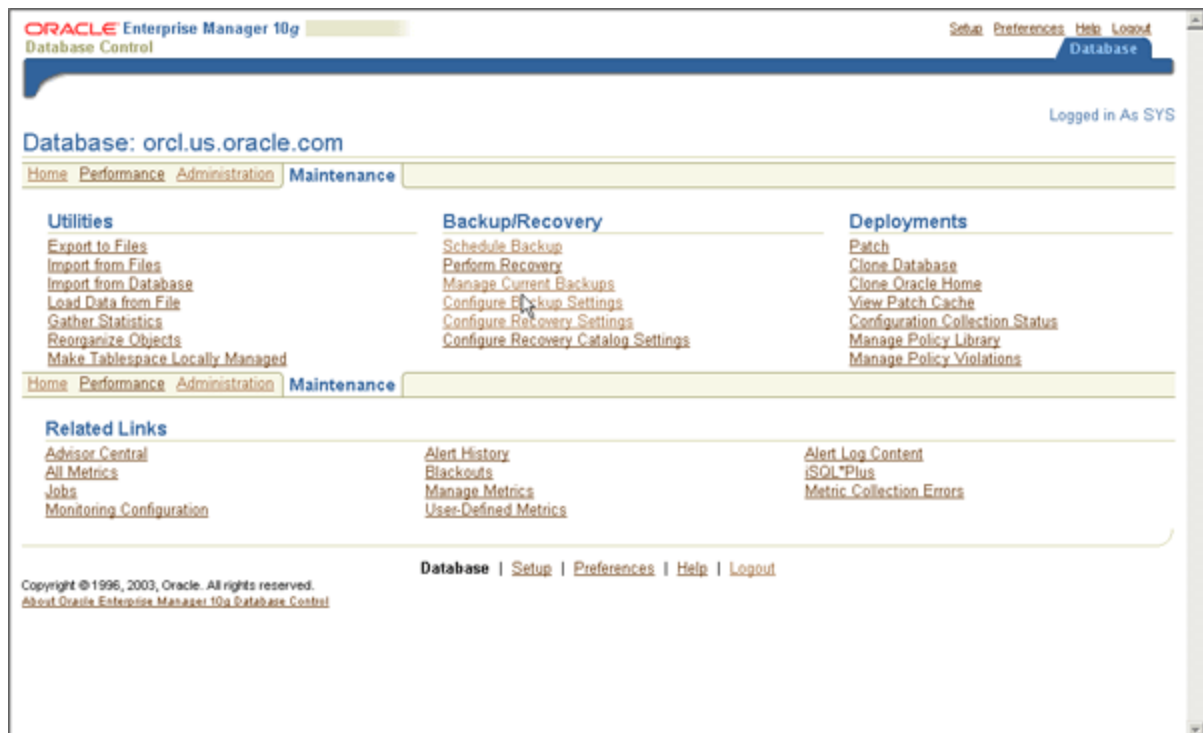 ORACLE Enterprise Manager 10g
Database Control
Setup Preferences Help Logout
Database
Logged in As SYS
Database: orcl.us.oracle.com
Home Performance Administration Maintenance
Utilities
Export to Files
Import from Files
Import from Database
Load Data from File
Gather Statistics
Reorganize Objects
Make Tablespace Locally Managed
Backup/Recovery
Schedule Backup
Perform Recovery
Manage Current Backups
Configure Backup Settings
Configure Recovery Settings
Configure Recovery Catalog Settings
Deployments
Patch
Clone Database
Clone Oracle Home
View Patch Cache
Configuration Collection Status
Manage Policy Library
Manage Policy Violations
Home Performance Administration Maintenance
Related Links
Advisor Central
All Metrics
Jobs
Monitoring Configuration
Alert History
Blackouts
Manage Metrics
User-Defined Metrics
Alert Log Content
iSQL*Plus
Metric Collection Errors
Database | Setup | Preferences | Help | Logout
Copyright © 1996, 2003, Oracle. All rights reserved.
About Oracle Enterprise Manager 10g Database Control